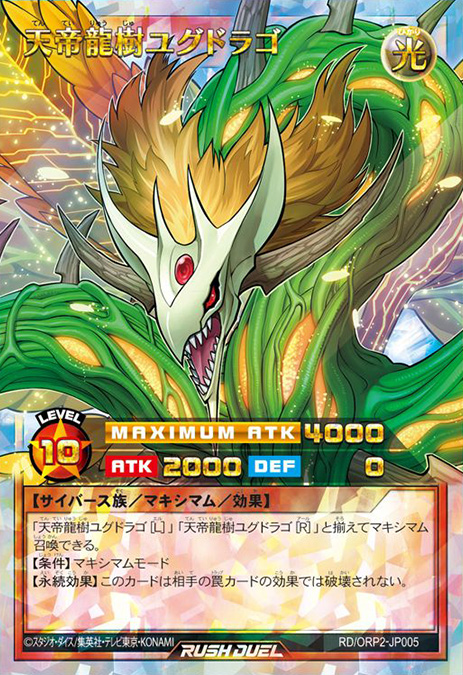 天帝龍樹ユグドラゴ
光
LEVEL
10
MAXIMUM ATK 4000
ATK 2000 DEF 0
【サイバース族／マキシマム／効果】
「天帝龍樹ユグドラゴ[L]」「天帝龍樹ユグドラゴ[R]」と揃えてマキシマム
召喚できる。
【条件】マキシマムモード
【永続効果】このカードは相手の罠カードの効果では破壊されない。
©スタジオ・ダイス/集英社・テレビ東京・KONAMI
RUSH DUEL
RD/ORP2-JP005